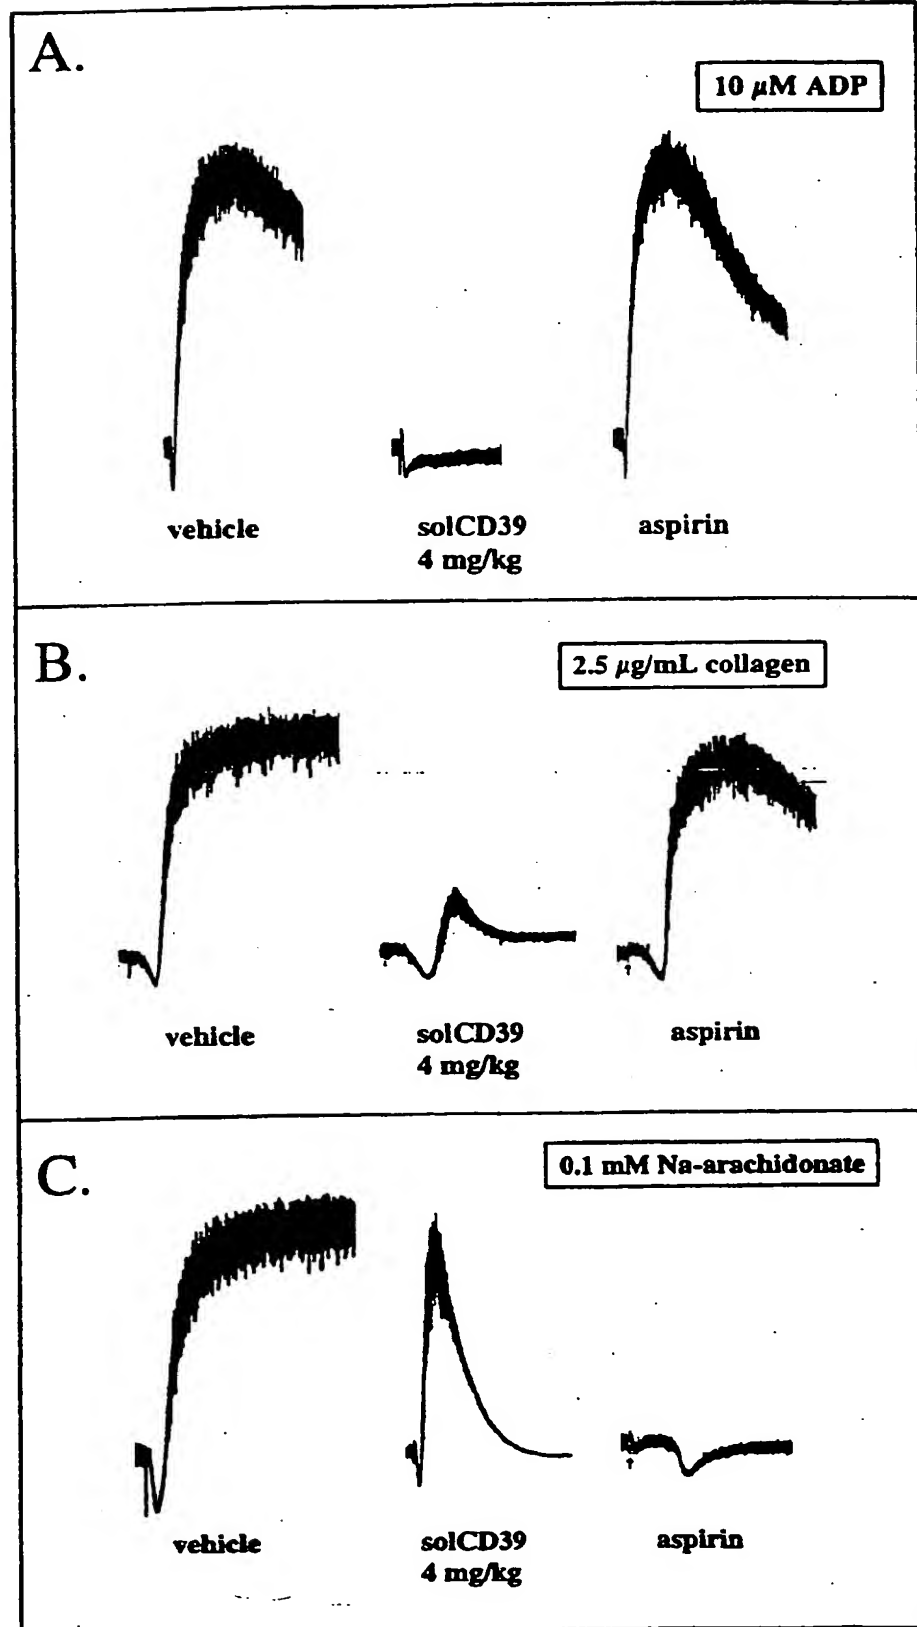 A.
10 μM ADP
vehicle
solCD39
4 mg/kg
aspirin
B.
2.5 μg/mL collagen
vehicle
solCD39
4 mg/kg
aspirin
C.
0.1 mM Na-arachidonate
vehicle
solCD39
4 mg/kg
aspirin